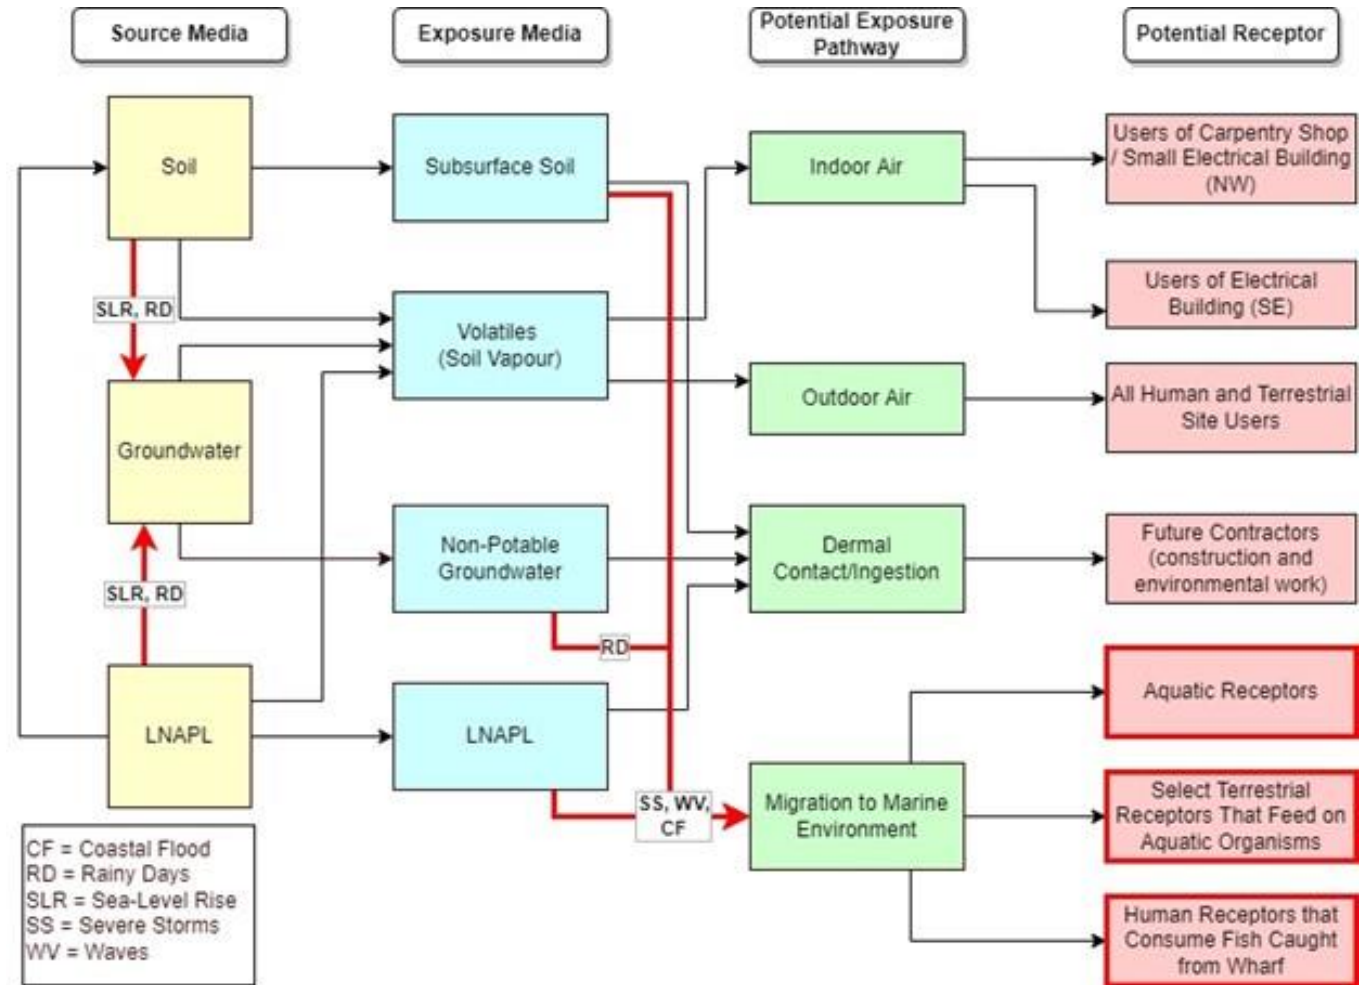 Source Media
Exposure Media
Potential Exposure
Pathway
Potential Receptor
Soil
Subsurface Soil
Indoor Air
Users of Carpentry Shop
/ Small Electrical Building
(NW)
SLR, RD
Volatiles
(Soil Vapour)
Users of Electrical
Building (SE)
Groundwater
Outdoor Air
All Human and Terrestrial
Site Users
SLR, RD
Non-Potable
Groundwater
Dermal
Contact/Ingestion
Future Contractors
(construction and
environmental work)
RD
LNAPL
LNAPL
SS, WV,
CF
Migration to Marine
Environment
Aquatic Receptors
Select Terrestrial
Receptors That Feed on
Aquatic Organisms
Human Receptors that
Consume Fish Caught
from Wharf
CF = Coastal Flood
RD = Rainy Days
SLR = Sea-Level Rise
SS = Severe Storms
WV = Waves